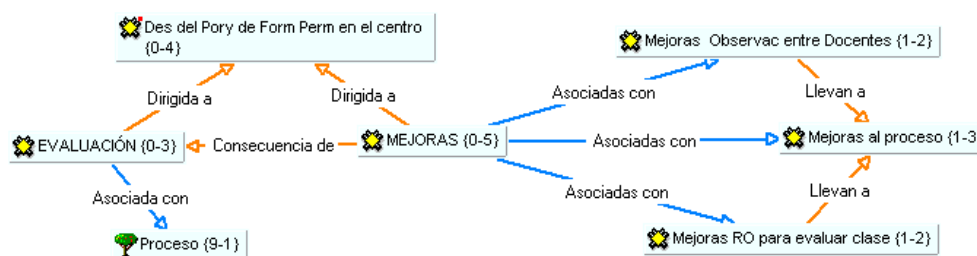 Des del Pory de Form Perm en el centro
{0-4}
Mejoras Observac entre Docentes {1-2}
Dirigida a
Dirigida a
Asociadas con
Llevan a
EVALUACIÓN {0-3}
Consecuencia de
MEJORAS {0-5}
Asociadas con
Mejoras al proceso {1-3
Asociada con
Asociadas con
Llevan a
Proceso {9-1}
Mejoras RO para evaluar clase {1-2}